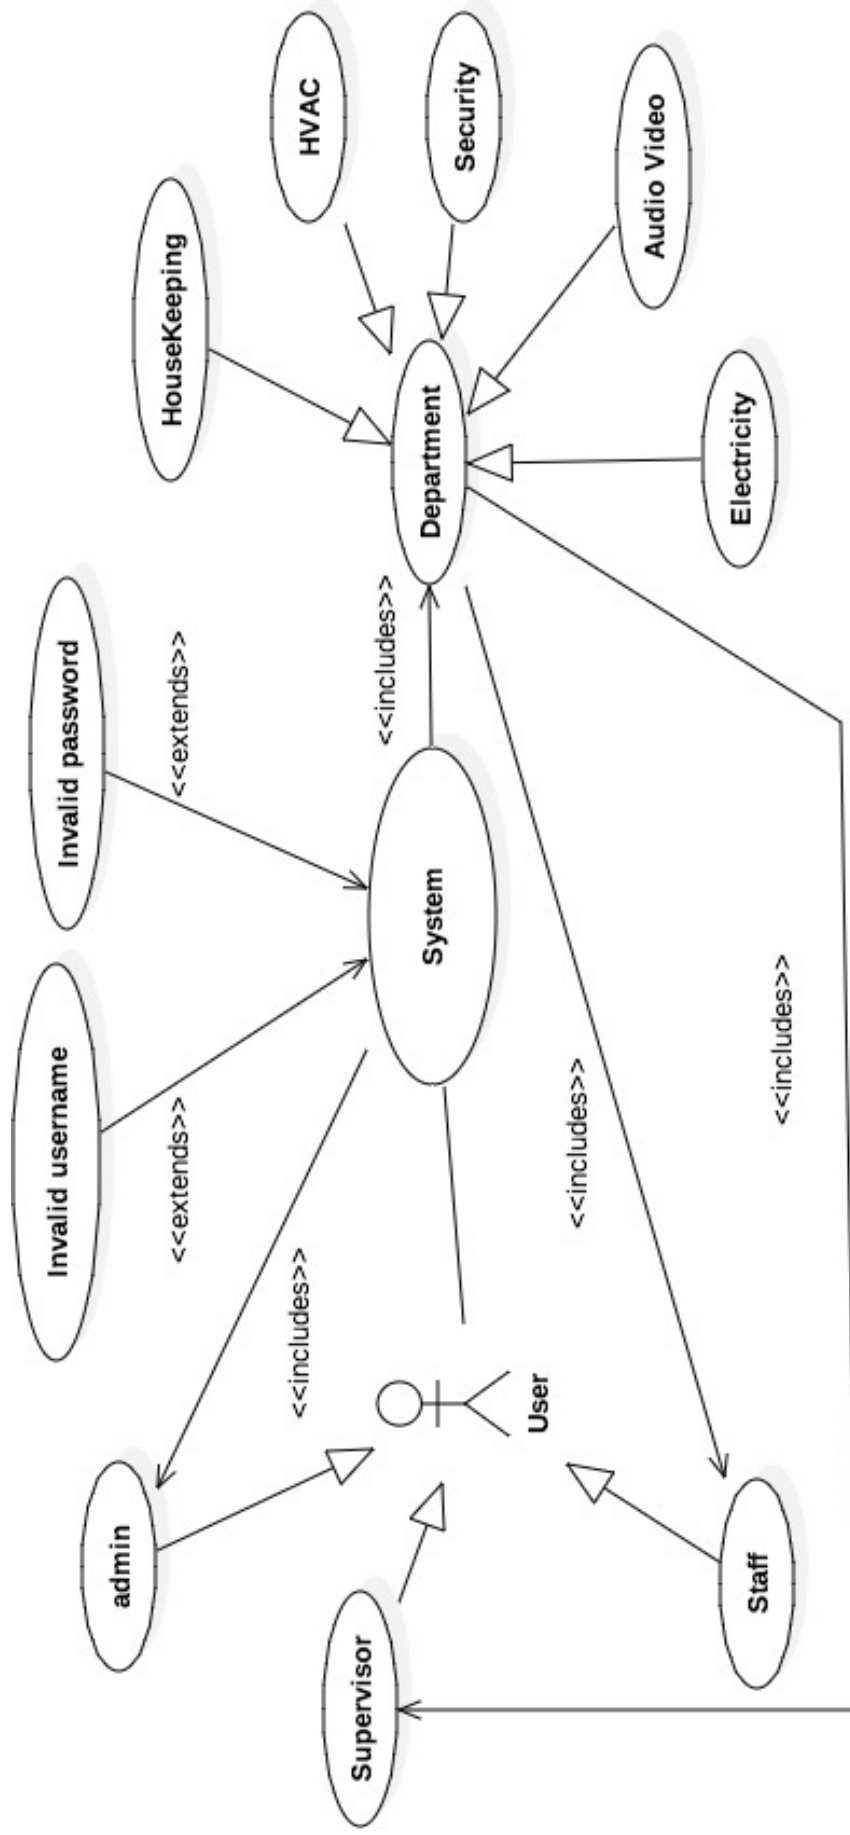 Invalid username
Invalid password
<<extends>>
<<extends>>
admin
HouseKeeping
HVAC
<<includes>>
<<includes>>
Supervisor
User
System
Department
Security
<<includes>>
Audio Video
Staff
<<includes>>
Electricity